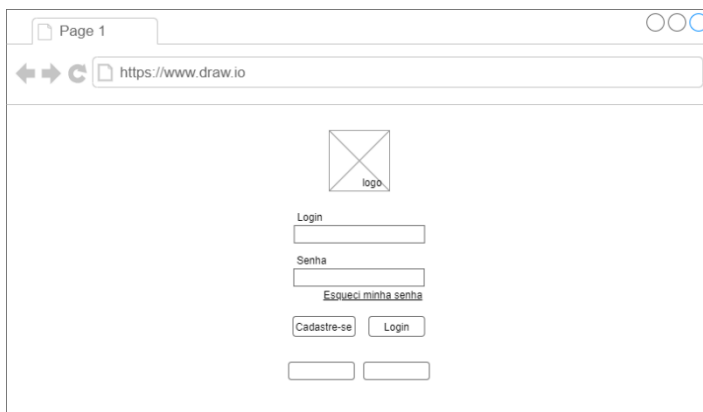 Page 1
https://www.draw.io
logo
Login
Senha
Esqueci minha senha
Cadastre-se
Login